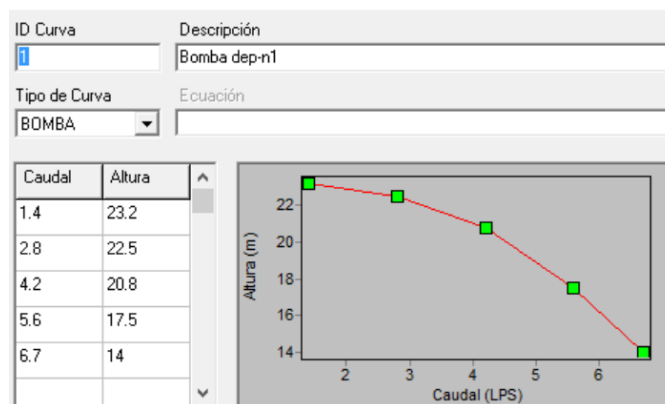 ID Curva Descripción
1 Bomba dep-n1
Tipo de Curva Ecuación
BOMBA
Caudal Altura
1.4 23.2
2.8 22.5
4.2 20.8
5.6 17.5
6.7 14
Altura (m)
22
20
18
16
14
2 3 4 5 6
Caudal (LPS)